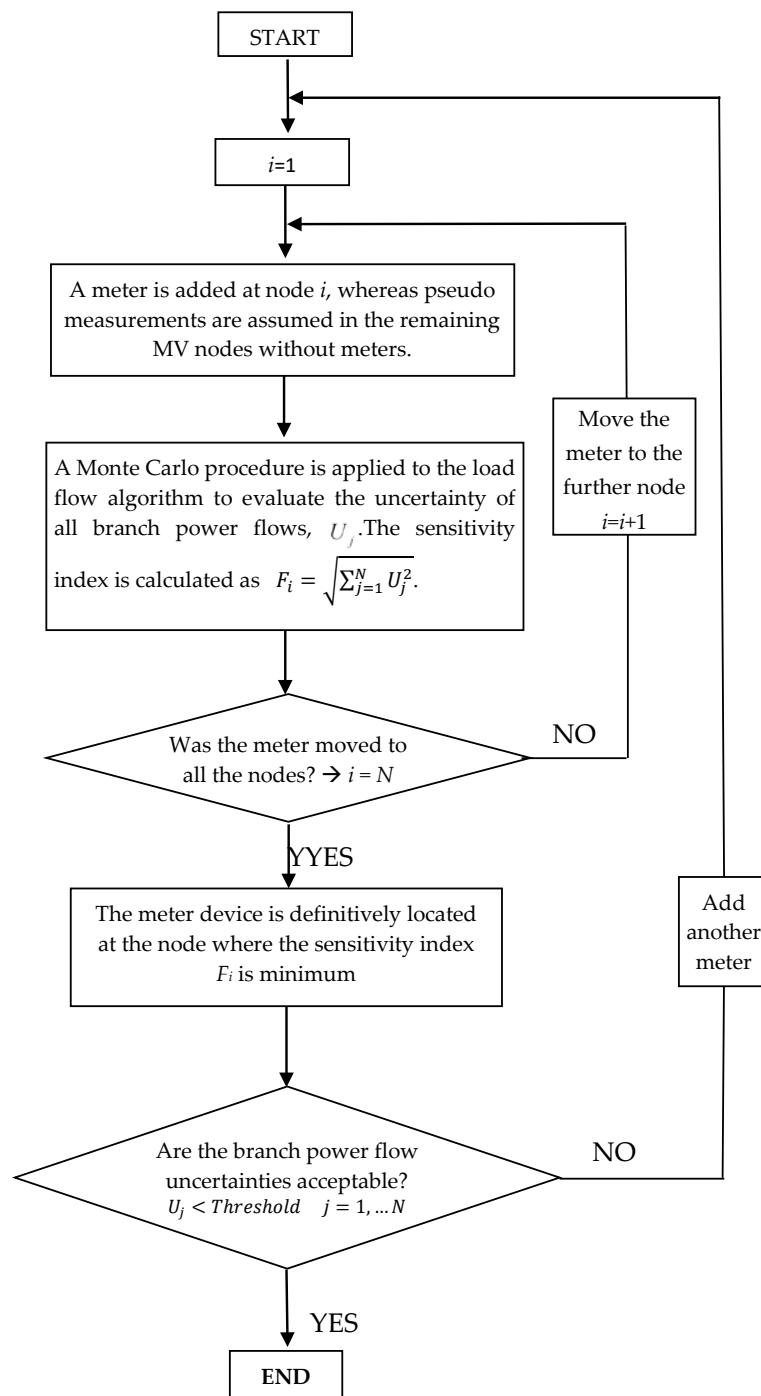 START
i=1
A meter is added at node i, whereas pseudo
measurements are assumed in the remaining
MV nodes without meters.
Move the
meter to the
further node
i=i+1
A Monte Carlo procedure is applied to the load
flow algorithm to evaluate the uncertainty of
all branch power flows, U_j.The sensitivity
index is calculated as F_i = √(∑_{j=1}^{N} U_j^2).
Was the meter moved to
all the nodes? → i = N
NO
YYES
The meter device is definitively located
at the node where the sensitivity index
F_i is minimum
Add
another
meter
Are the branch power flow
uncertainties acceptable?
U_j < Threshold j = 1, … N
NO
YES
END